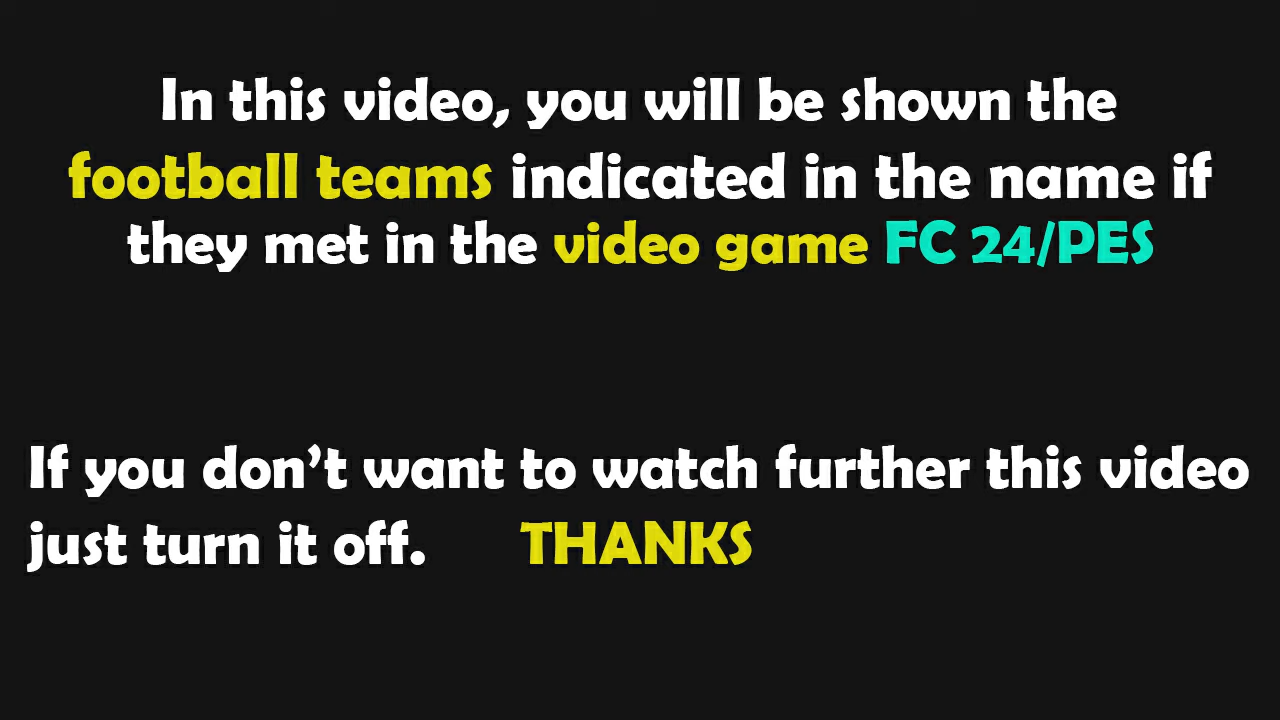 In this video, you will be shown the
football teams indicated in the name if
they met in the video game FC 24/PES
If you don't want to watch further this video
just turn it off. THANKS